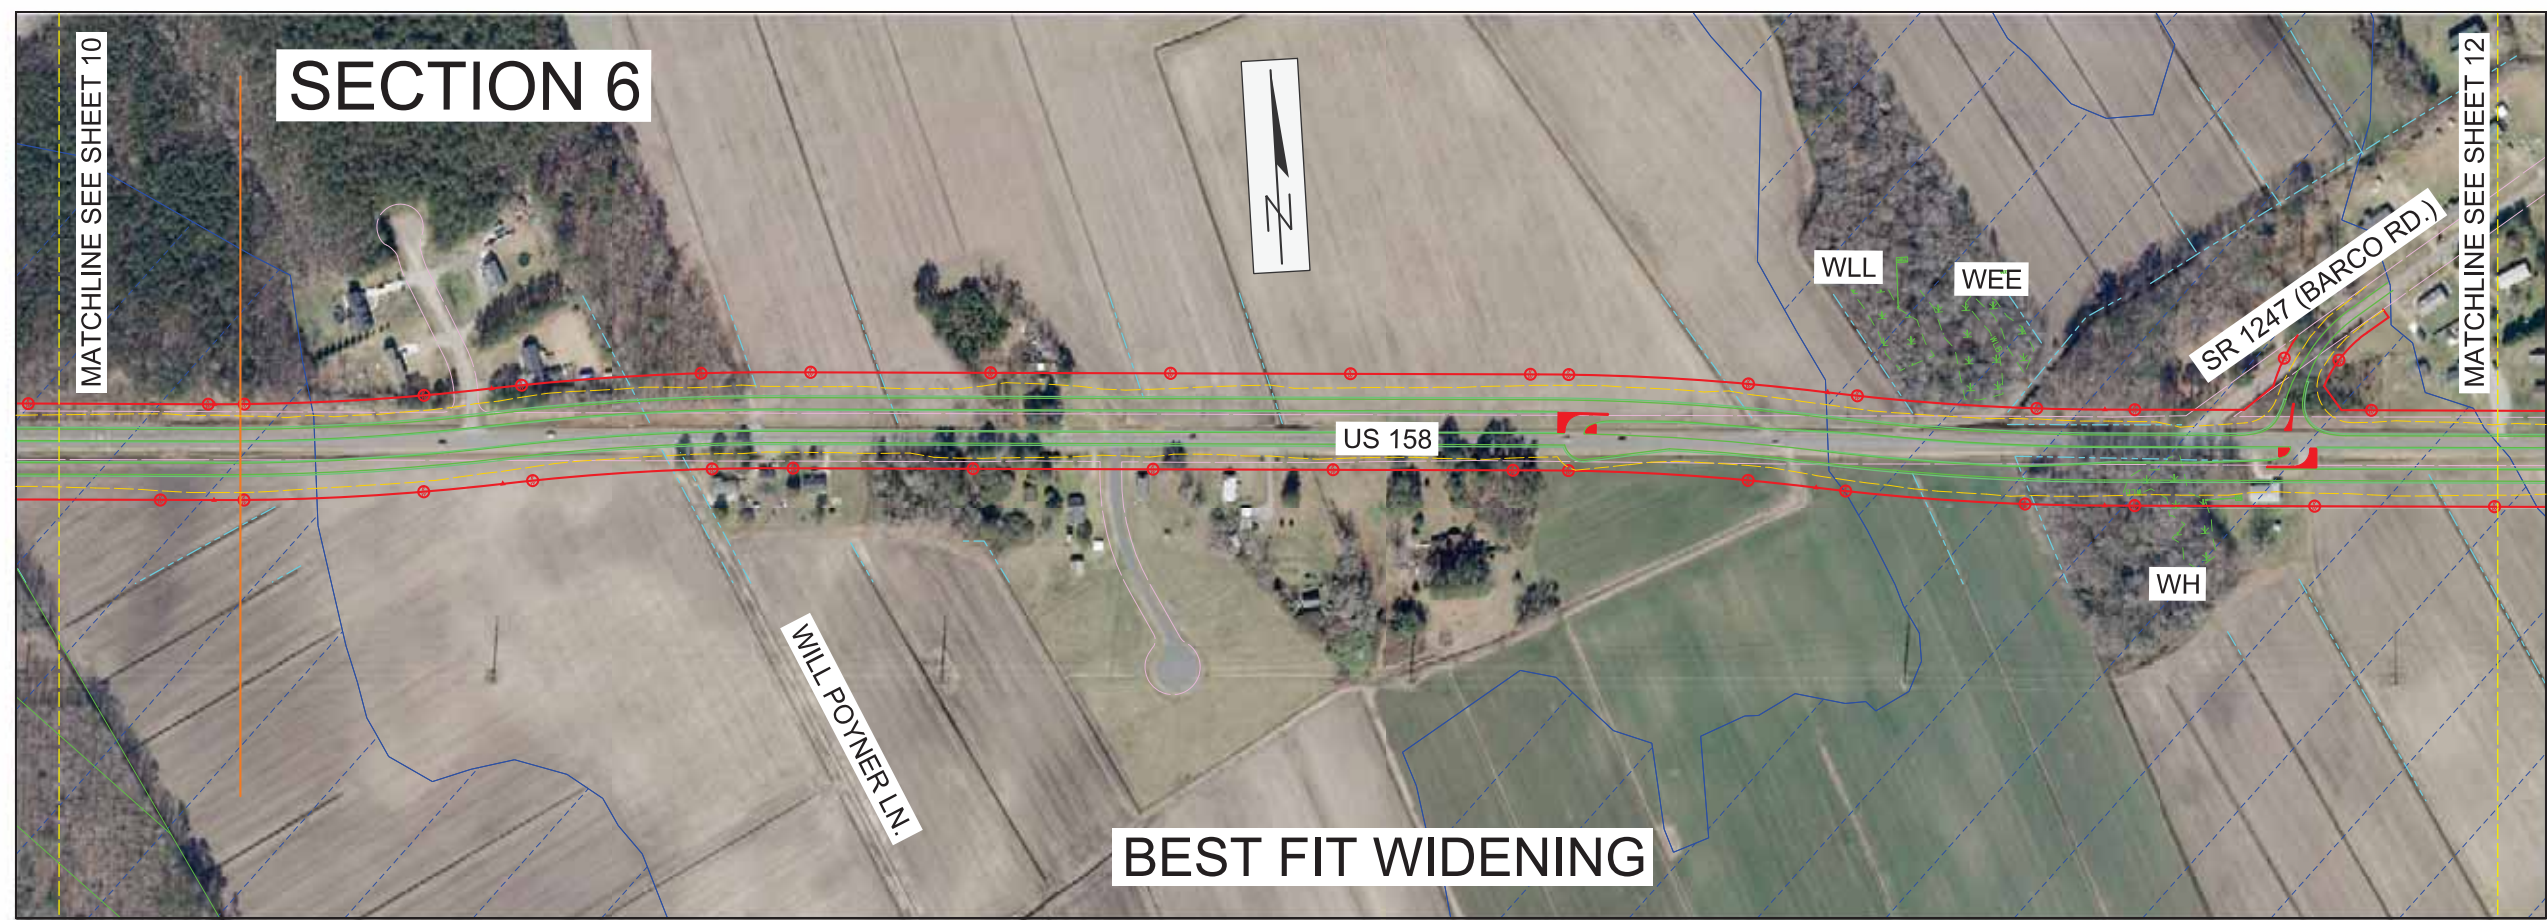 MATCHLINE SEE SHEET 10
SECTION 6
N
MATCHLINE SEE SHEET 12
WLL
WEE
SR 1247 (BARCO RD.)
US 158
WH
WILL POYNER LN.
BEST FIT WIDENING